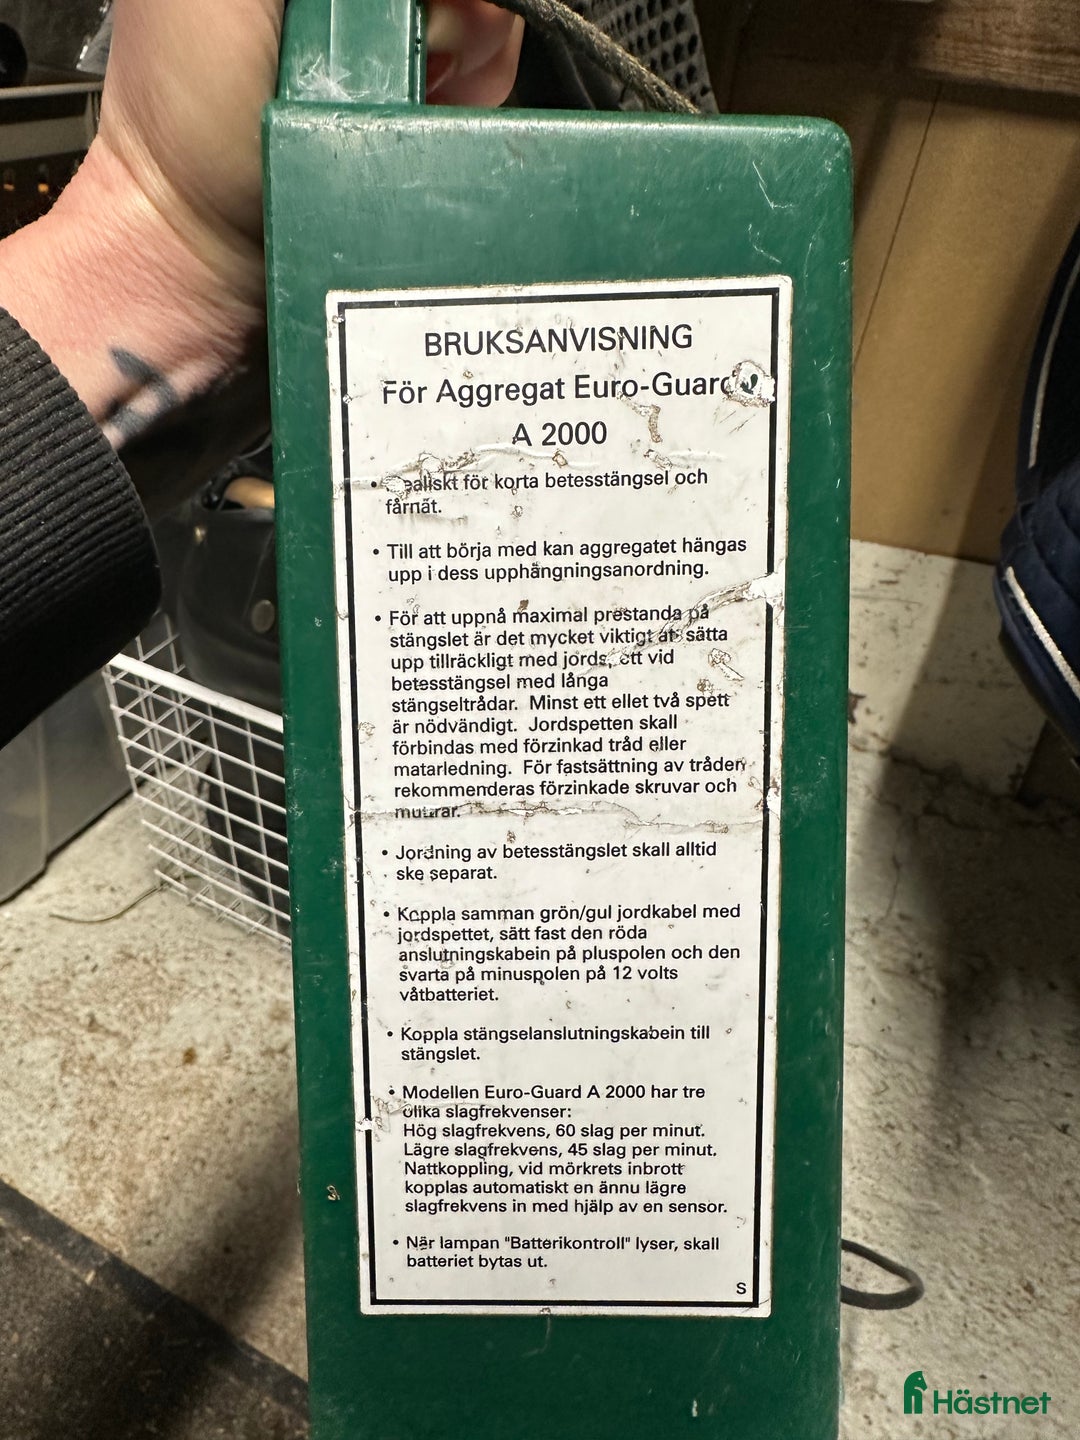 BRUKSANVISNING
För Aggregat Euro-Guard
A 2000
• för korta betesstängsel och
fårnät.
• Till att börja med kan aggregatet hängas
upp i dess upphängningsanordning.
• För att uppnå maximal prestanda på
stängslet är det mycket viktigt att sätta
upp tillräckligt med jords, ett vid
betesstängsel med långa
stängseltrådar. Minst ett ellet två spett
är nödvändigt. Jordspetten skall
förbindas med förzinkad tråd eller
matarledning. För fastsättning av tråden
rekommenderas förzinkade skruvar och
muttrar.
• Jordning av betesstängslet skall alltid
ske separat.
• Koppla samman grön/gul jordkabel med
jordspettet, sätt fast den röda
anslutningskabein på pluspolen och den
svarta på minuspolen på 12 volts
våtbatteriet.
• Koppla stängselanslutningskabein till
stängslet.
• Modellen Euro-Guard A 2000 har tre
olika slagfrekvenser:
Hög slagfrekvens, 60 slag per minut.
Lägre slagfrekvens, 45 slag per minut.
Nattkoppling, vid mörkrets inbrott
kopplas automatiskt en ännu lägre
slagfrekvens in med hjälp av en sensor.
• När lampan "Batterikontroll" lyser, skall
batteriet bytas ut.
S
Hästnet